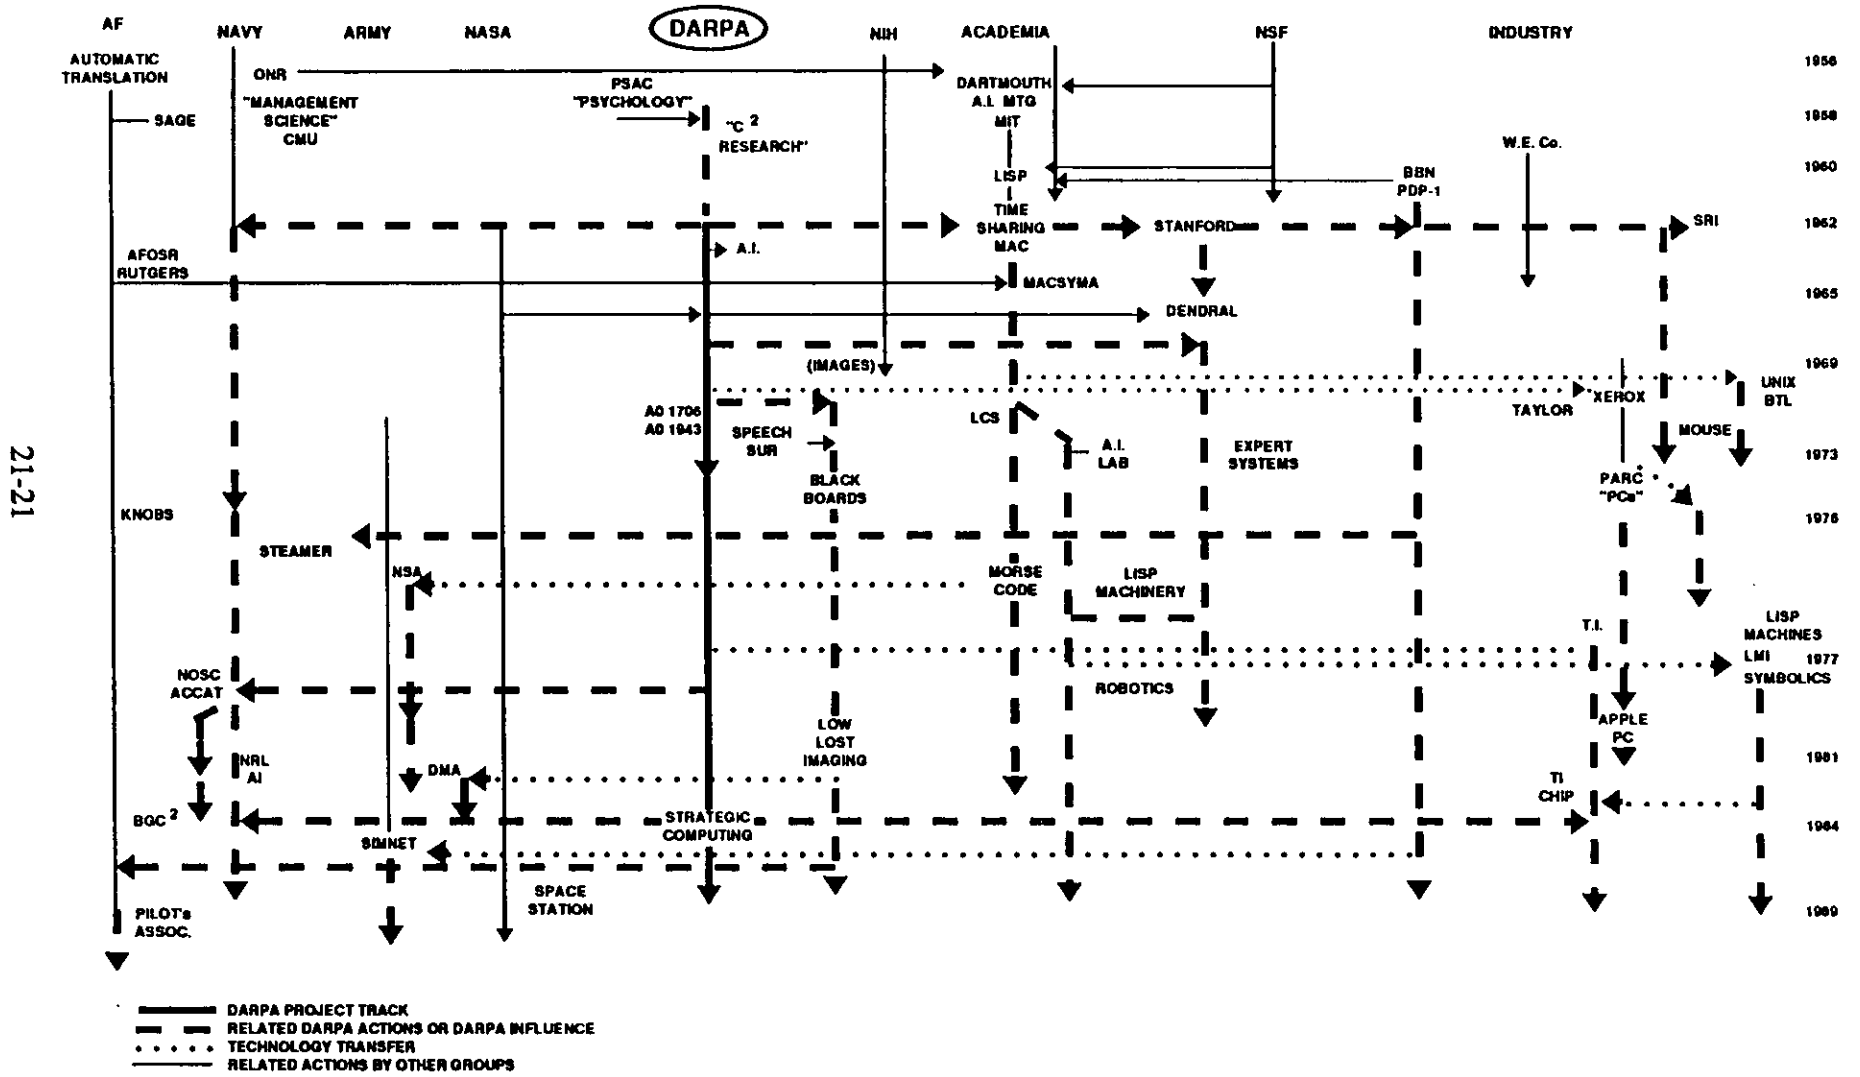 AF
NAVY
ARMY
NASA
DARPA
NIH
ACADEMIA
NSF
INDUSTRY
AUTOMATIC
TRANSLATION
ONR
1956
PSAC
"PSYCHOLOGY"
DARTMOUTH
A.I. MTG
MIT
"MANAGEMENT
SCIENCE"
CMU
SAGE
1958
"C 2
RESEARCH"
W.E. Co.
1960
LISP
BBN
PDP-1
TIME
SHARING
MAC
STANFORD
SRI
1962
A.I.
AFOSR
RUTGERS
MACSYMA
1965
DENDRAL
(IMAGES)
1969
UNIX
BTL
TAYLOR
XEROX
AO 1706
AO 1943
LCS
SPEECH
SUR
A.I.
LAB
EXPERT
SYSTEMS
MOUSE
1973
BLACK
BOARDS
PARC
"PCs"
21-21
KNOBS
1976
STEAMER
NSA
MORSE
CODE
LISP
MACHINERY
T.I.
LISP
MACHINES
LMI
1977
SYMBOLICS
NOSC
ACCAT
ROBOTICS
APPLE
PC
LOW
LOST
IMAGING
NRL
AI
DMA
1981
TI
CHIP
BGC 2
STRATEGIC
COMPUTING
1984
SIMNET
SPACE
STATION
PILOT's
ASSOC.
1989
DARPA PROJECT TRACK
RELATED DARPA ACTIONS OR DARPA INFLUENCE
TECHNOLOGY TRANSFER
RELATED ACTIONS BY OTHER GROUPS